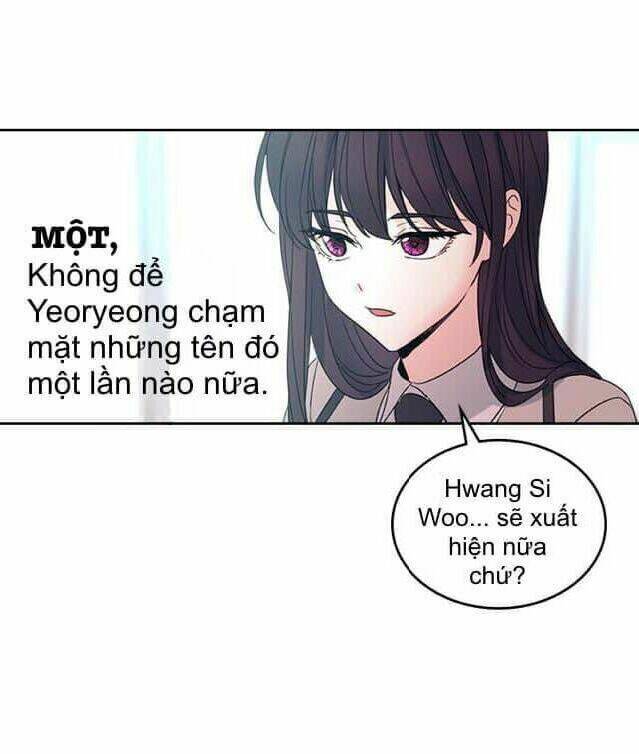 MỘT,
Không để
Yeoryeong chạm
mặt những tên đó
một lần nào nữa.
Hwang Si
Woo... sẽ xuất
hiện nữa
chứ?